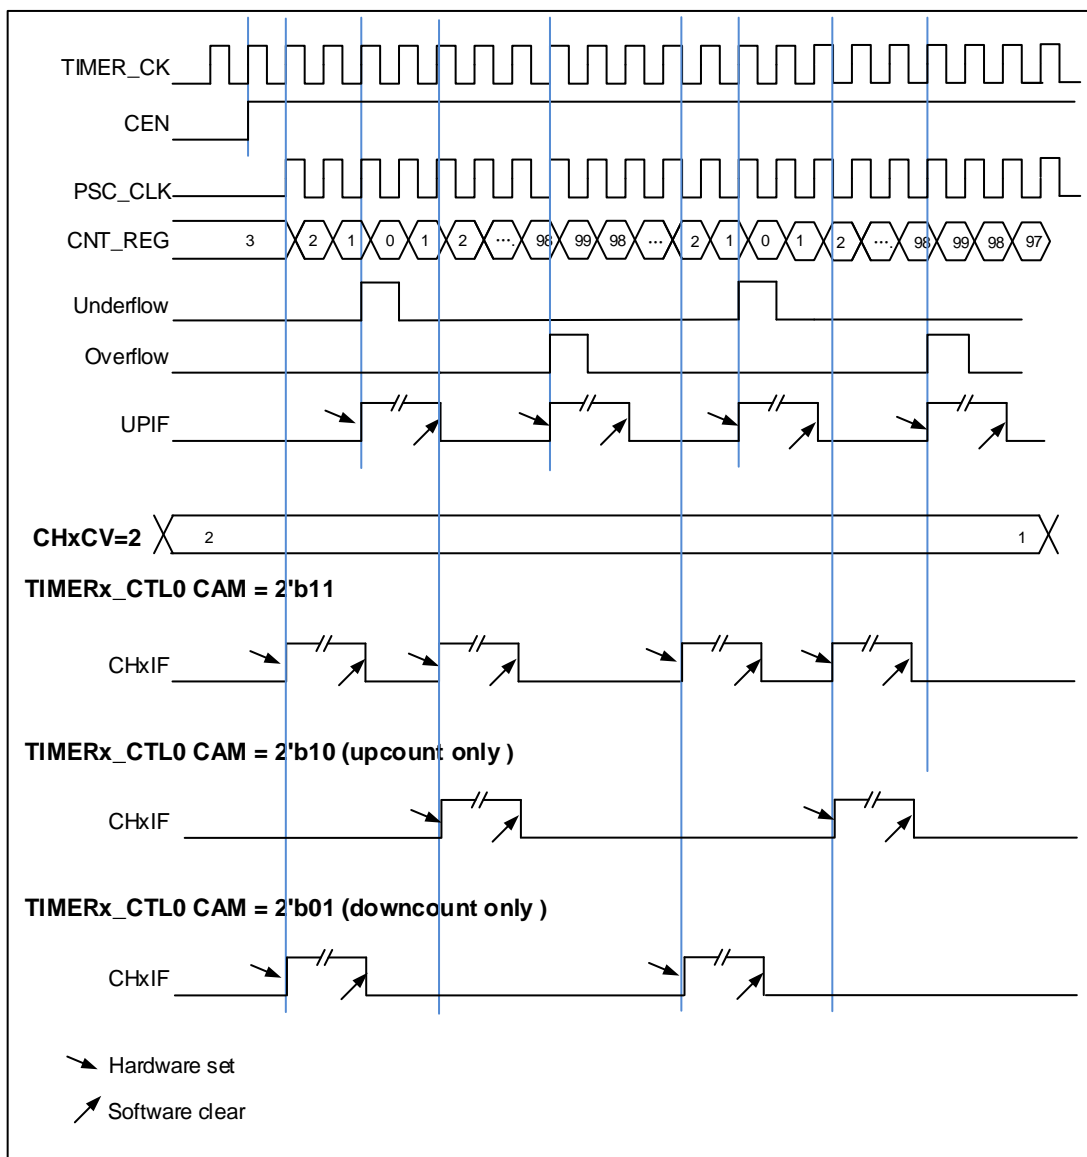 TIMER_CK
CEN
PSC_CLK
CNT_REG 3 2 1 0 1 2 .... 98 99 98 ... 2 1 0 1 2 .... 98 99 98 97
Underflow
Overflow
UPIF
CHxCV=2 2 1
TIMERx_CTL0 CAM = 2'b11
CHxIF
TIMERx_CTL0 CAM = 2'b10 (upcount only )
CHxIF
TIMERx_CTL0 CAM = 2'b01 (downcount only )
CHxIF
Hardware set
Software clear